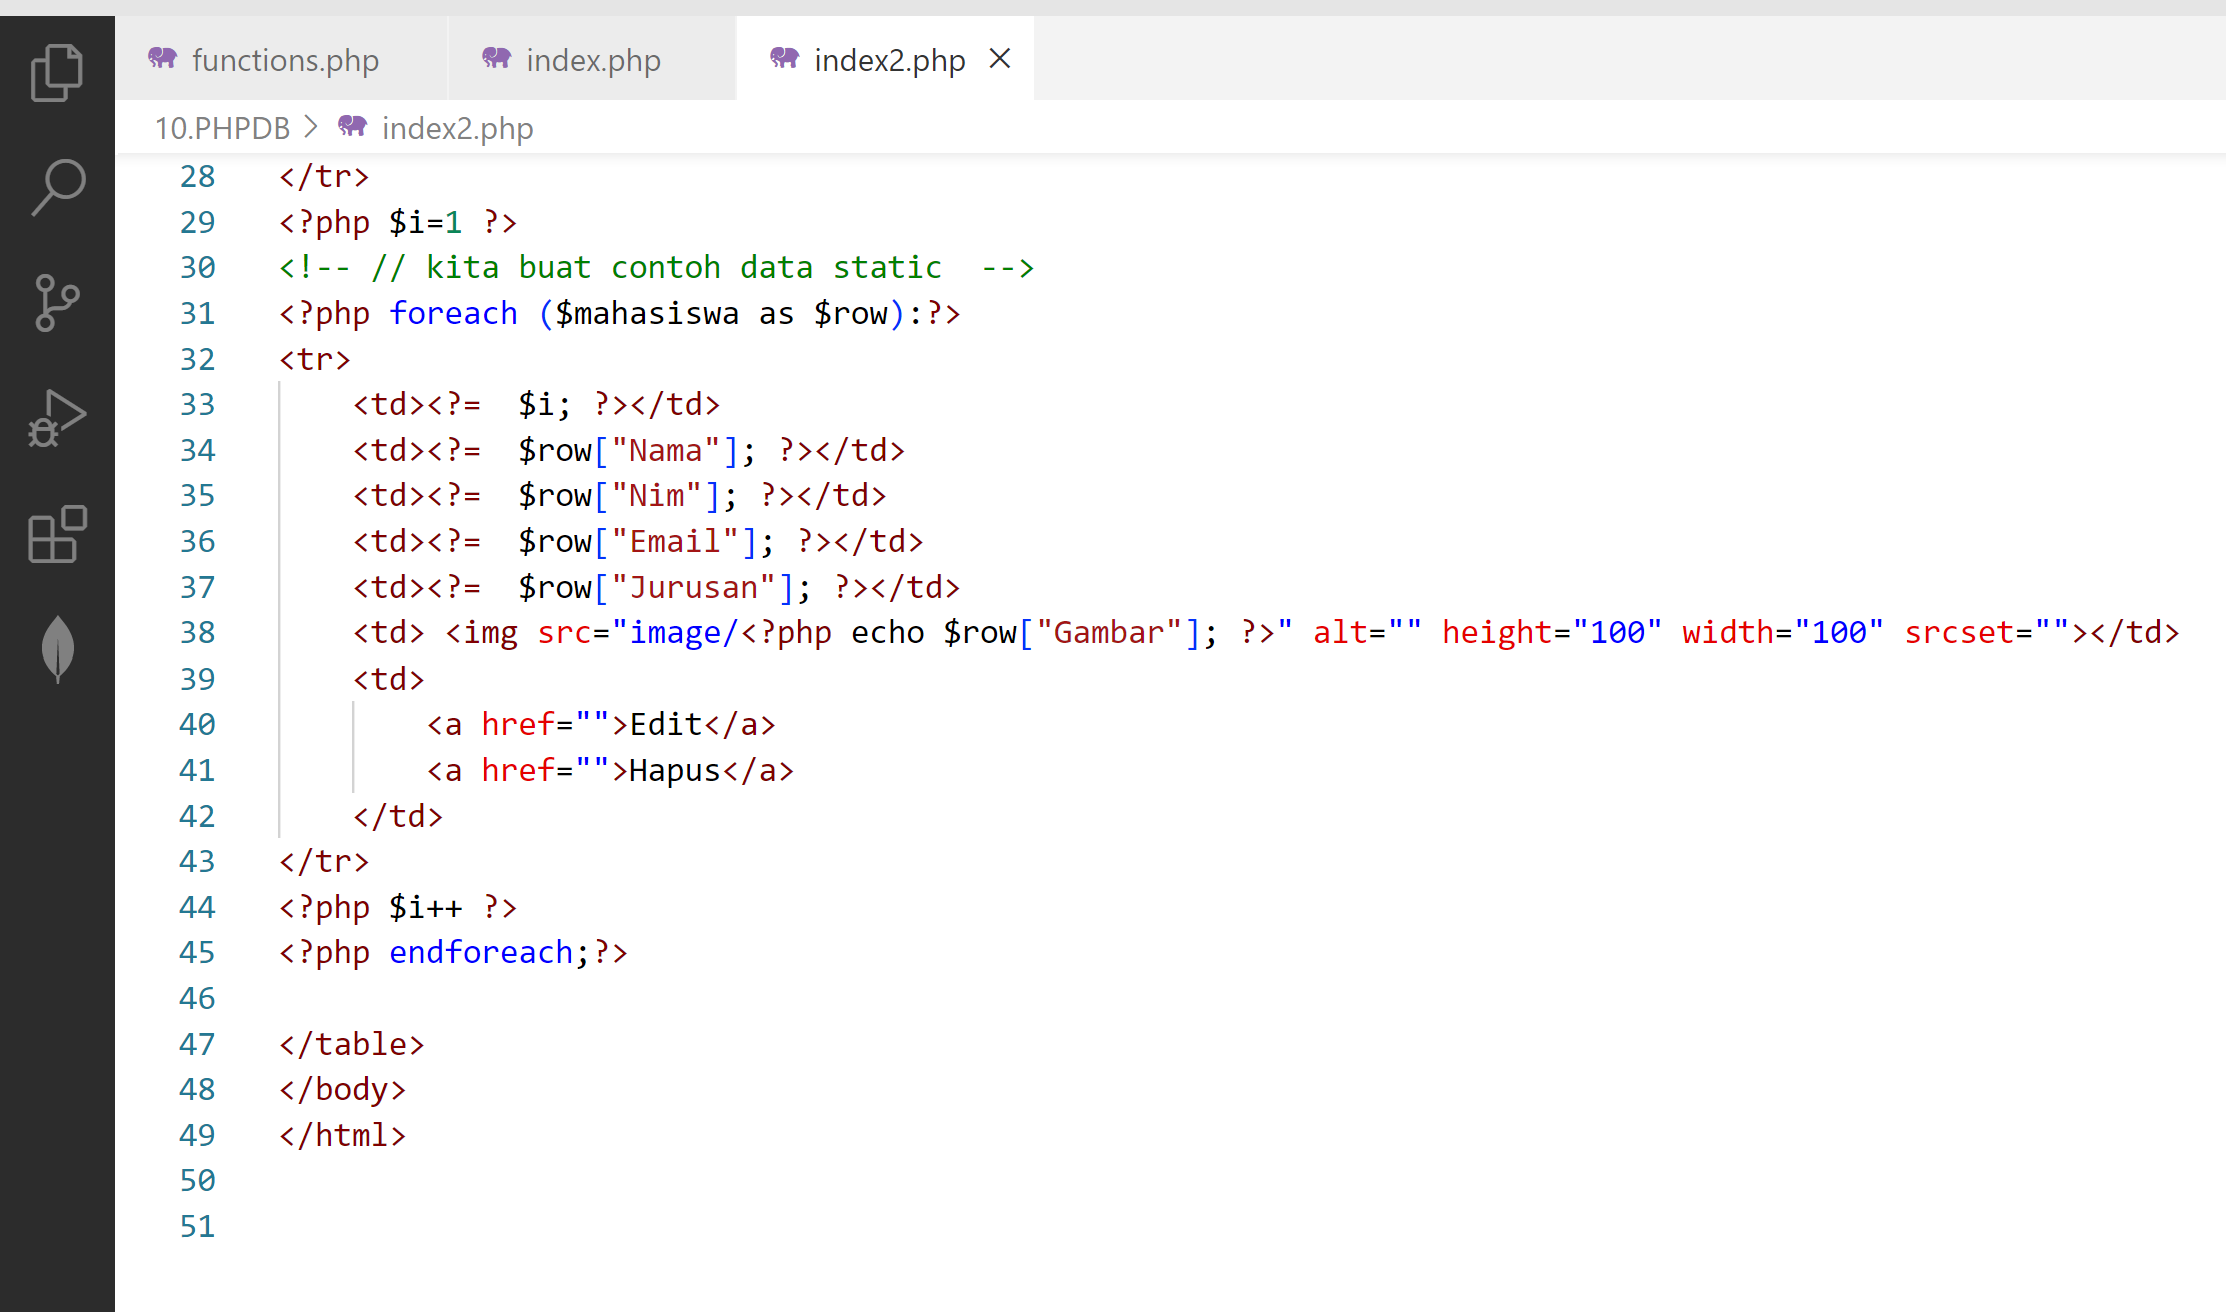 functions.php index.php index2.php
10.PHPDB > index2.php
28 </tr>
29 <?php $i=1 ?>
30 <!-- // kita buat contoh data static  -->
31 <?php foreach ($mahasiswa as $row):?>
32 <tr>
33     <td><?=  $i; ?></td>
34     <td><?=  $row["Nama"]; ?></td>
35     <td><?=  $row["Nim"]; ?></td>
36     <td><?=  $row["Email"]; ?></td>
37     <td><?=  $row["Jurusan"]; ?></td>
38     <td> <img src="image/<?php echo $row["Gambar"]; ?>" alt="" height="100" width="100" srcset=""></td>
39     <td>
40         <a href="">Edit</a>
41         <a href="">Hapus</a>
42     </td>
43 </tr>
44 <?php $i++ ?>
45 <?php endforeach;?>
46
47 </table>
48 </body>
49 </html>
50
51